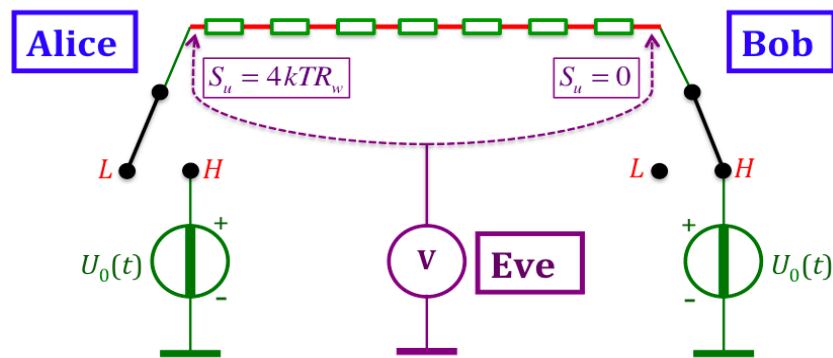 Alice
Bob
S_u = 4kTR_w
S_u = 0
L
H
L
H
+
+
U_0(t)
V
Eve
U_0(t)
-
-